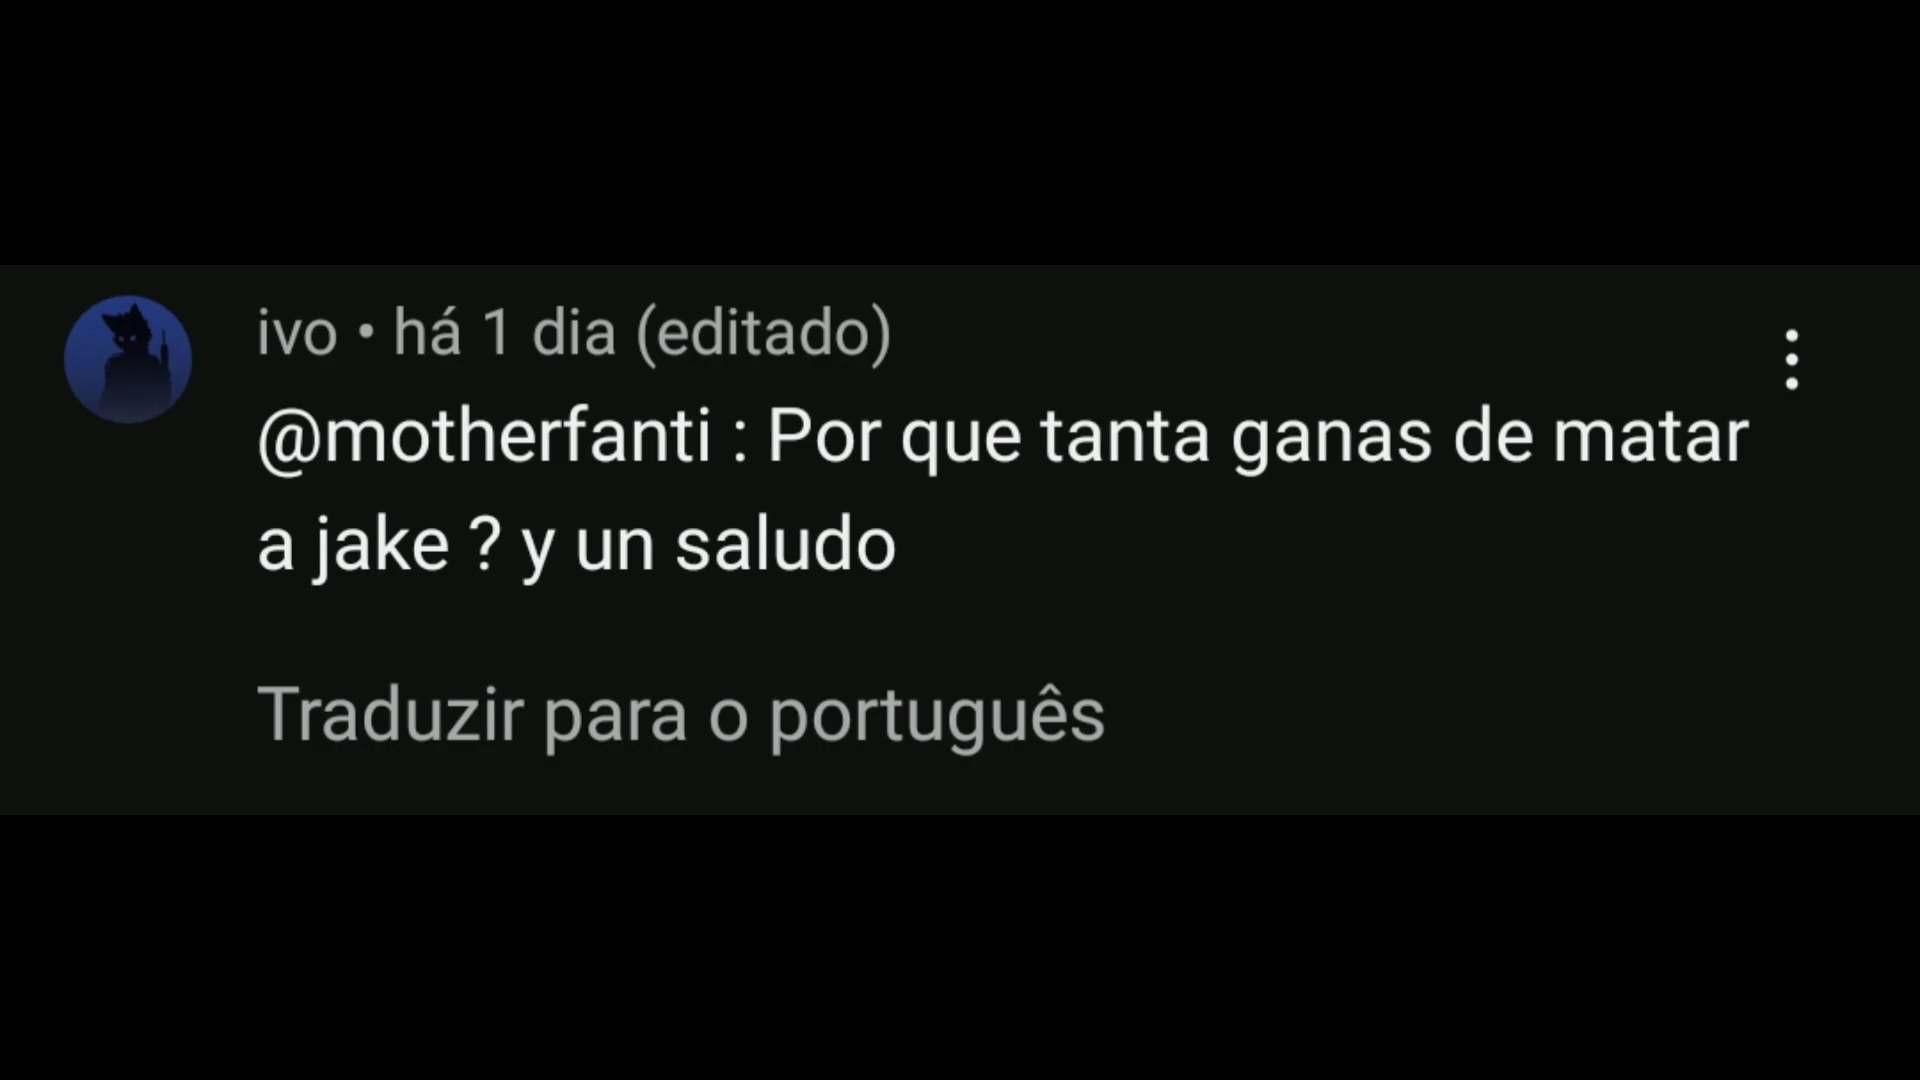 ivo • há 1 dia (editado)
@motherfanti : Por que tanta ganas de matar
a jake ? y un saludo
Traduzir para o português